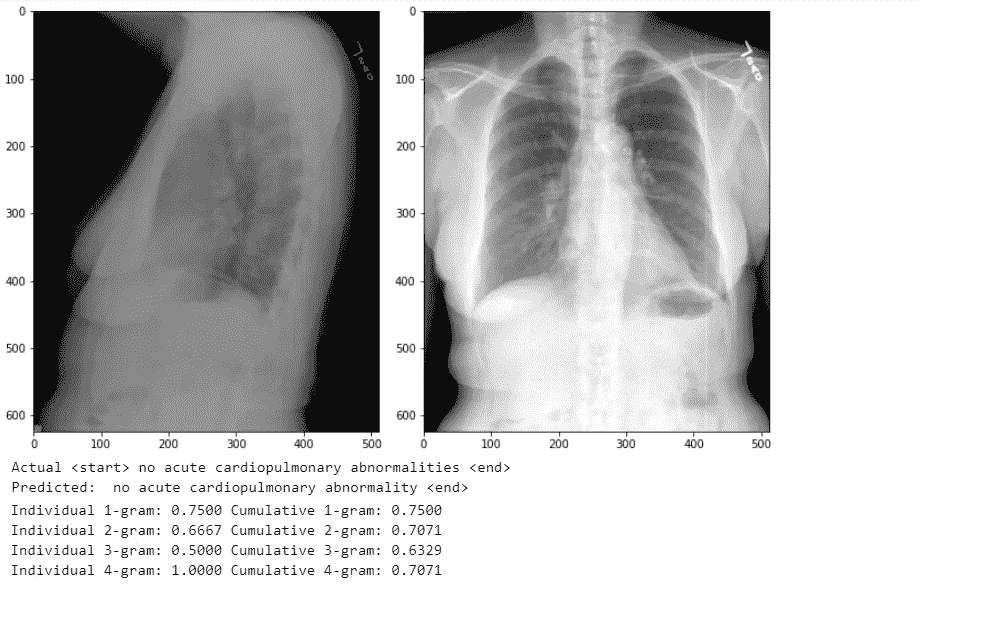 0
100
200
300
400
500
600
0 100 200 300 400 500
0
100
200
300
400
500
600
0 100 200 300 400 500
Actual <start> no acute cardiopulmonary abnormalities <end>
Predicted:  no acute cardiopulmonary abnormality <end>
Individual 1-gram: 0.7500 Cumulative 1-gram: 0.7500
Individual 2-gram: 0.6667 Cumulative 2-gram: 0.7071
Individual 3-gram: 0.5000 Cumulative 3-gram: 0.6329
Individual 4-gram: 1.0000 Cumulative 4-gram: 0.7071